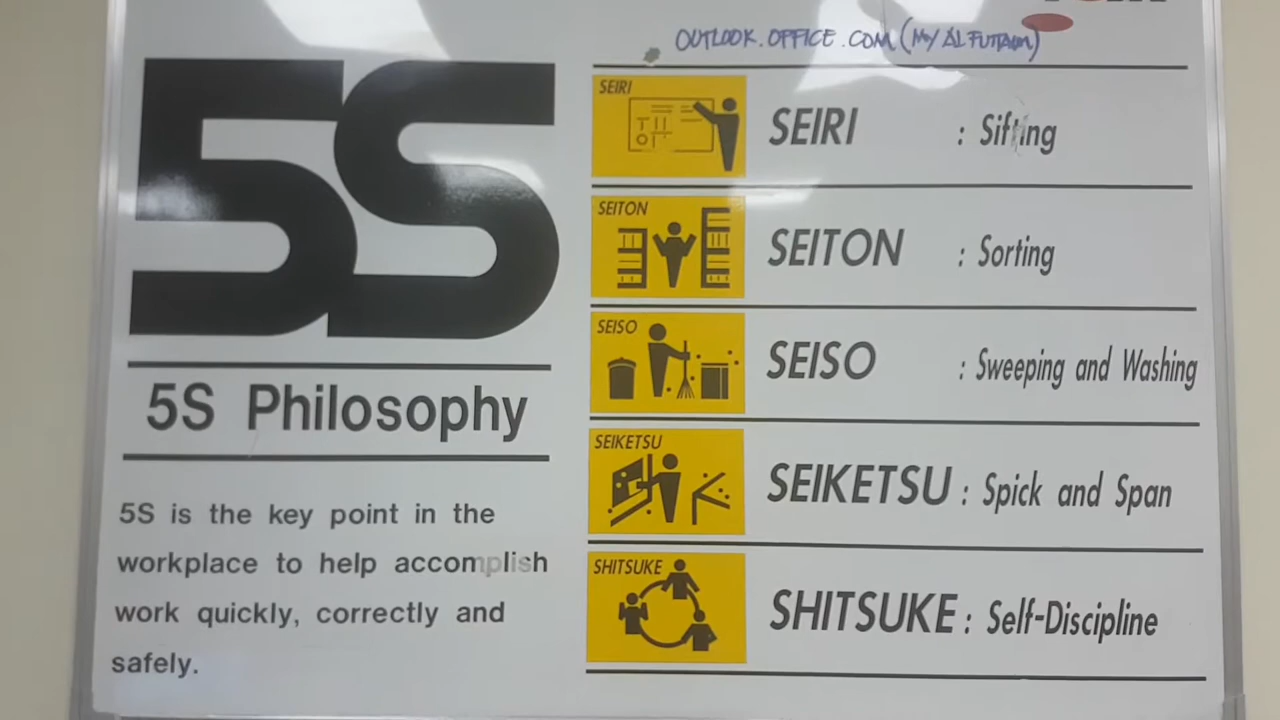 OUTLOOK.OFFICE.COM (MY ALFUTTAIM)
5S
5S Philosophy
5S is the key point in the
workplace to help accomplish
work quickly, correctly and
safely.
SEIRI
SEIRI : Sifting
SEITON
SEITON : Sorting
SEISO
SEISO : Sweeping and Washing
SEIKETSU
SEIKETSU : Spick and Span
SHITSUKE
SHITSUKE : Self-Discipline